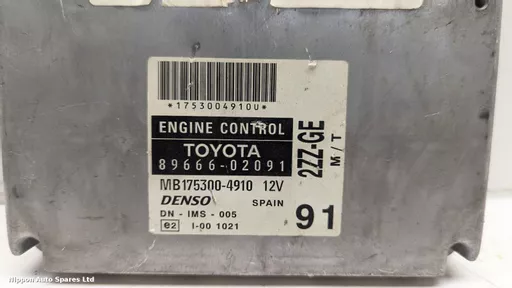 *1753004910U*
ENGINE CONTROL
TOYOTA
89666-02091
MB175300-4910 12V
DENSO SPAIN
DN - IMS - 005
e2 I-00 1021
2ZZ-GE
M/T
91
Nippon Auto Spares Ltd